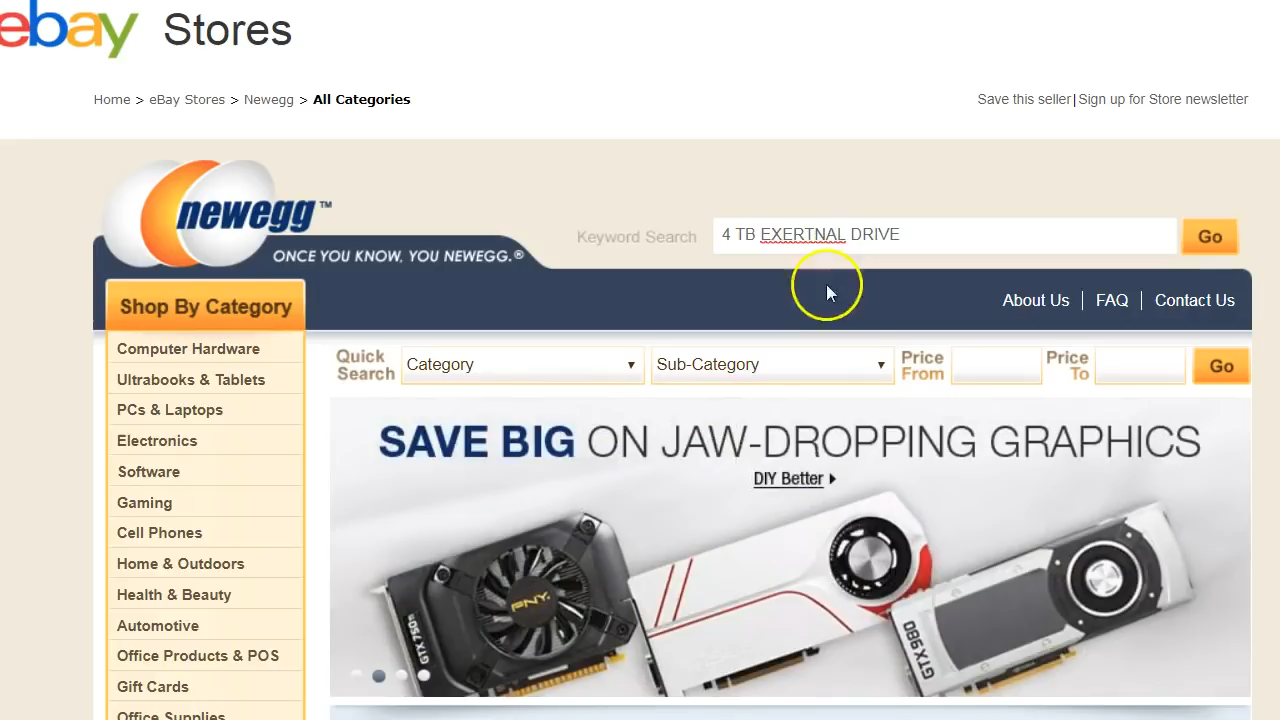 ebay Stores
Home > eBay Stores > Newegg > All Categories
Save this seller|Sign up for Store newsletter
newegg™
ONCE YOU KNOW, YOU NEWEGG.®
Keyword Search
4 TB EXERTNAL DRIVE
Go
About Us | FAQ | Contact Us
Shop By Category
Computer Hardware
Ultrabooks & Tablets
PCs & Laptops
Electronics
Software
Gaming
Cell Phones
Home & Outdoors
Health & Beauty
Automotive
Office Products & POS
Gift Cards
Office Supplies
Quick
Search
Category
Sub-Category
Price
From
Price
To
Go
SAVE BIG ON JAW-DROPPING GRAPHICS
DIY Better
PNY
GTX750Ti
GTX980